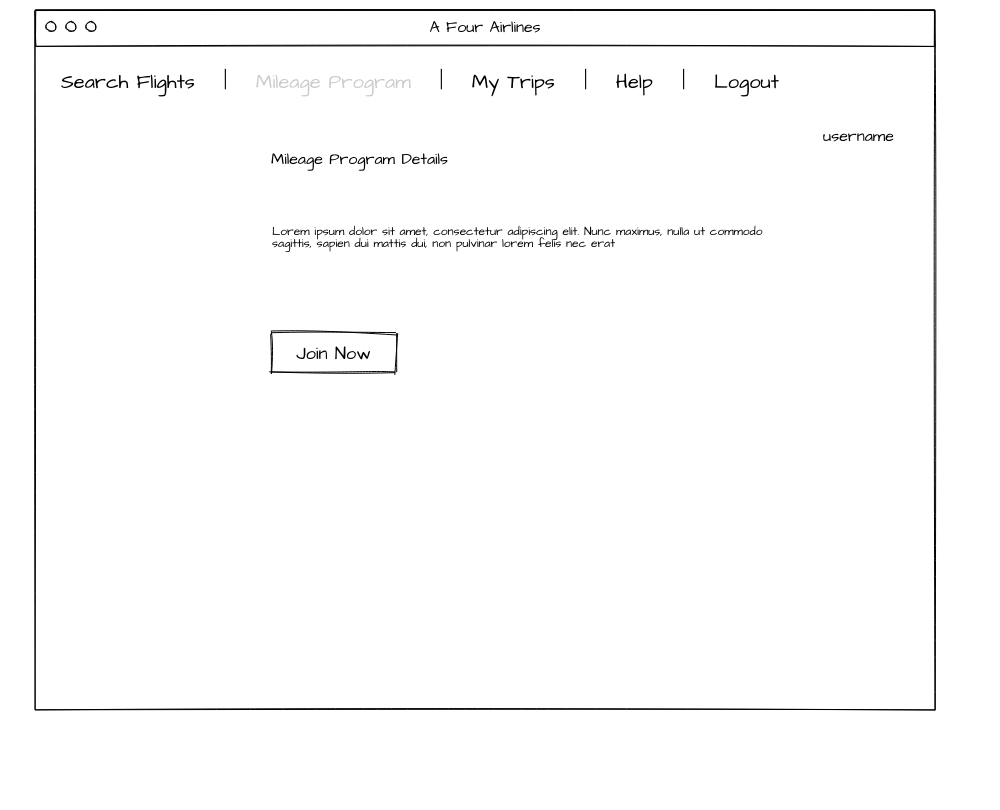 A Four Airlines
Search Flights | Mileage Program | My Trips | Help | Logout
username
Mileage Program Details
Lorem ipsum dolor sit amet, consectetur adipiscing elit. Nunc maximus, nulla ut commodo
sagittis, sapien dui mattis dui, non pulvinar lorem felis nec erat
Join Now